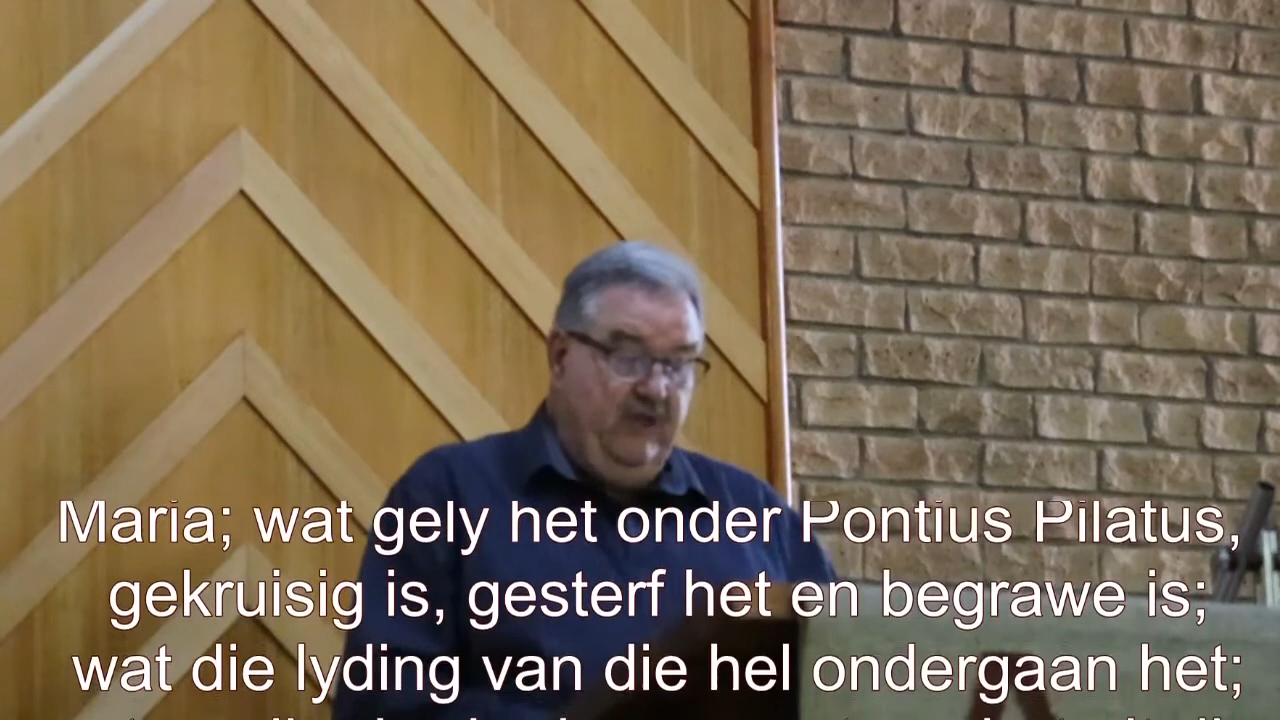 Maria; wat gely het onder Pontius Pilatus,
gekruisig is, gesterf het en begrawe is;
wat die lyding van die hel ondergaan het;